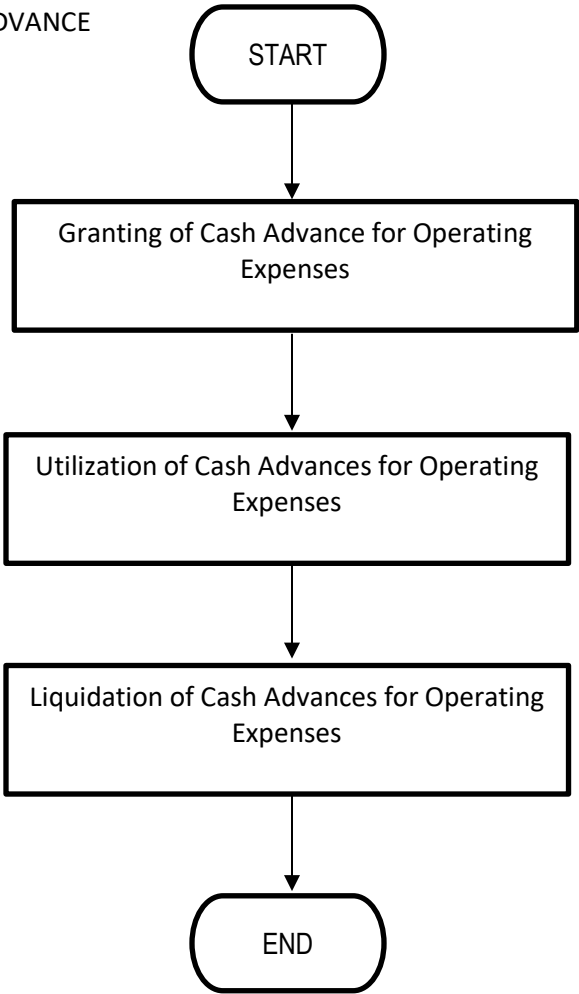 DVANCE
START
Granting of Cash Advance for Operating
Expenses
Utilization of Cash Advances for Operating
Expenses
Liquidation of Cash Advances for Operating
Expenses
END